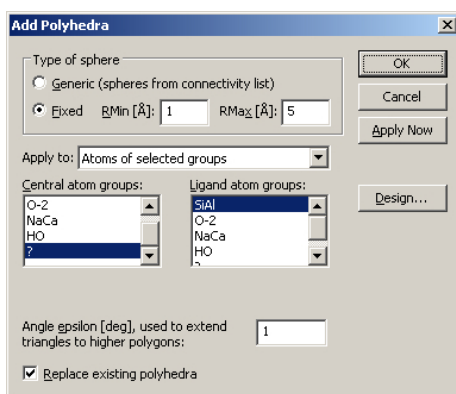 Add Polyhedra
Type of sphere
Generic (spheres from connectivity list)
Fixed RMin [Å]: 1 RMax [Å]: 5
OK
Cancel
Apply Now
Apply to: Atoms of selected groups
Central atom groups: Ligand atom groups:
Design...
O-2
NaCa
HO
?
SiAl
O-2
NaCa
HO
?
Angle epsilon [deg], used to extend
triangles to higher polygons:
1
Replace existing polyhedra